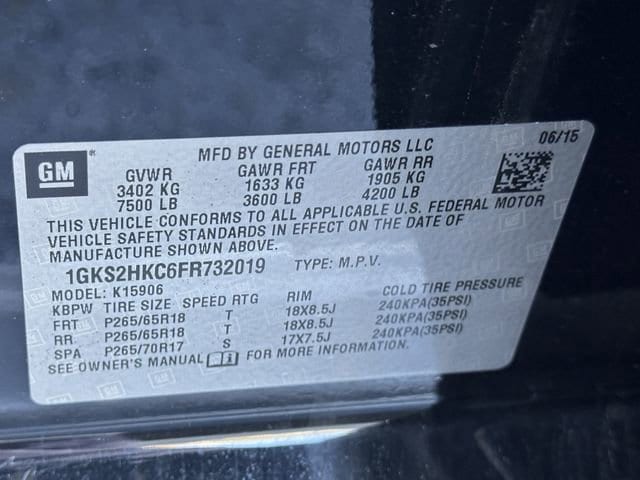 GM
MFD BY GENERAL MOTORS LLC 06/15
GVWR GAWR FRT GAWR RR
3402 KG 1633 KG 1905 KG
7500 LB 3600 LB 4200 LB
THIS VEHICLE CONFORMS TO ALL APPLICABLE U.S. FEDERAL MOTOR
VEHICLE SAFETY STANDARDS IN EFFECT ON THE DATE OF
MANUFACTURE SHOWN ABOVE.
1GKS2HKC6FR732019 TYPE: M.P.V.
MODEL: K15906
KBPW TIRE SIZE SPEED RTG RIM COLD TIRE PRESSURE
FRT P265/65R18 T 18X8.5J 240KPA(35PSI)
RR P265/65R18 T 18X8.5J 240KPA(35PSI)
SPA P265/70R17 S 17X7.5J 240KPA(35PSI)
SEE OWNER'S MANUAL FOR MORE INFORMATION.